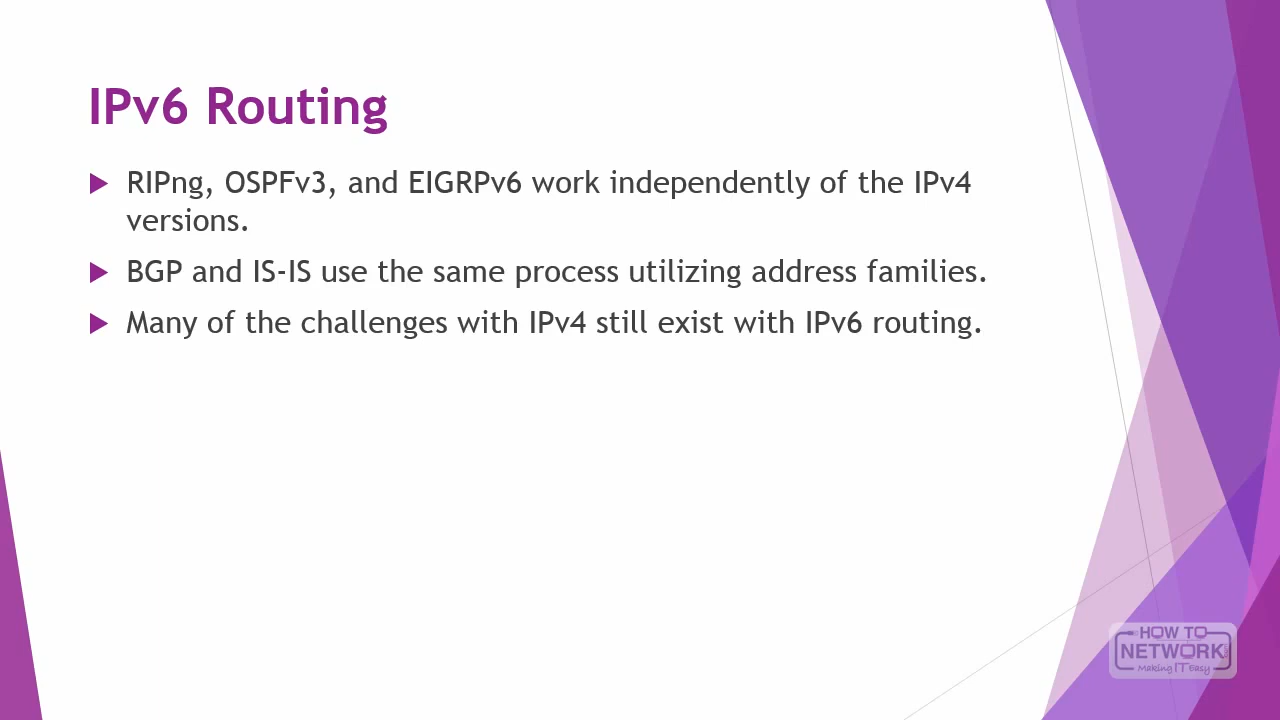 IPv6 Routing
RIPng, OSPFv3, and EIGRPv6 work independently of the IPv4
versions.
BGP and IS-IS use the same process utilizing address families.
Many of the challenges with IPv4 still exist with IPv6 routing.
HOW TO
NETWORK
Making IT Easy